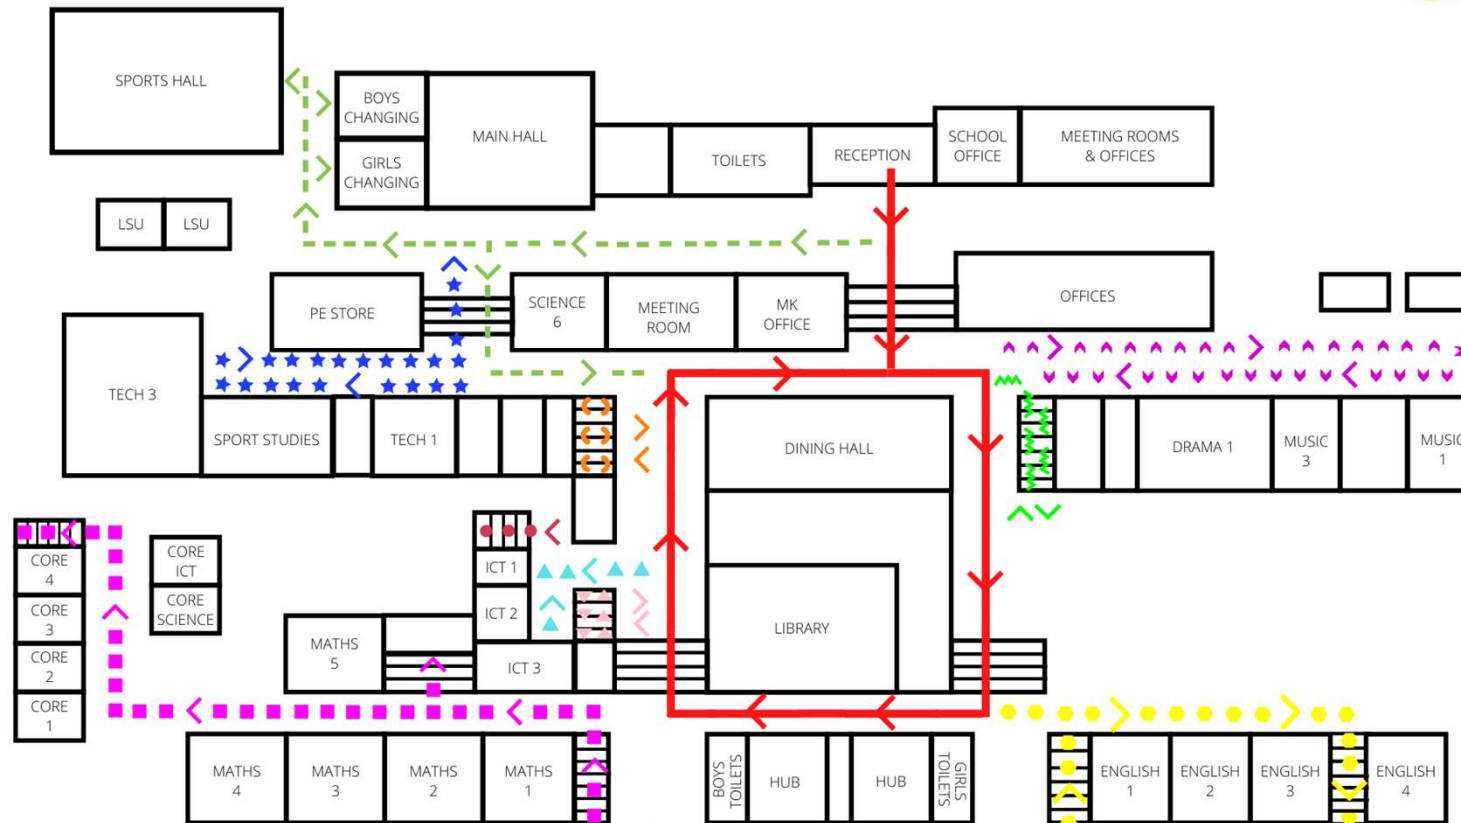 SPORTS HALL
BOYS
CHANGING
GIRLS
CHANGING
MAIN HALL
TOILETS
RECEPTION
SCHOOL
OFFICE
MEETING ROOMS
& OFFICES
LSU
LSU
PE STORE
SCIENCE
6
MEETING
ROOM
MK
OFFICE
OFFICES
TECH 3
SPORT STUDIES
TECH 1
DINING HALL
DRAMA 1
MUSIC
3
MUSIC
1
CORE
4
CORE
3
CORE
2
CORE
1
CORE
ICT
CORE
SCIENCE
ICT 1
ICT 2
ICT 3
MATHS
5
LIBRARY
MATHS
4
MATHS
3
MATHS
2
MATHS
1
BOYS
TOILETS
HUB
HUB
GIRLS
TOILETS
ENGLISH
1
ENGLISH
2
ENGLISH
3
ENGLISH
4